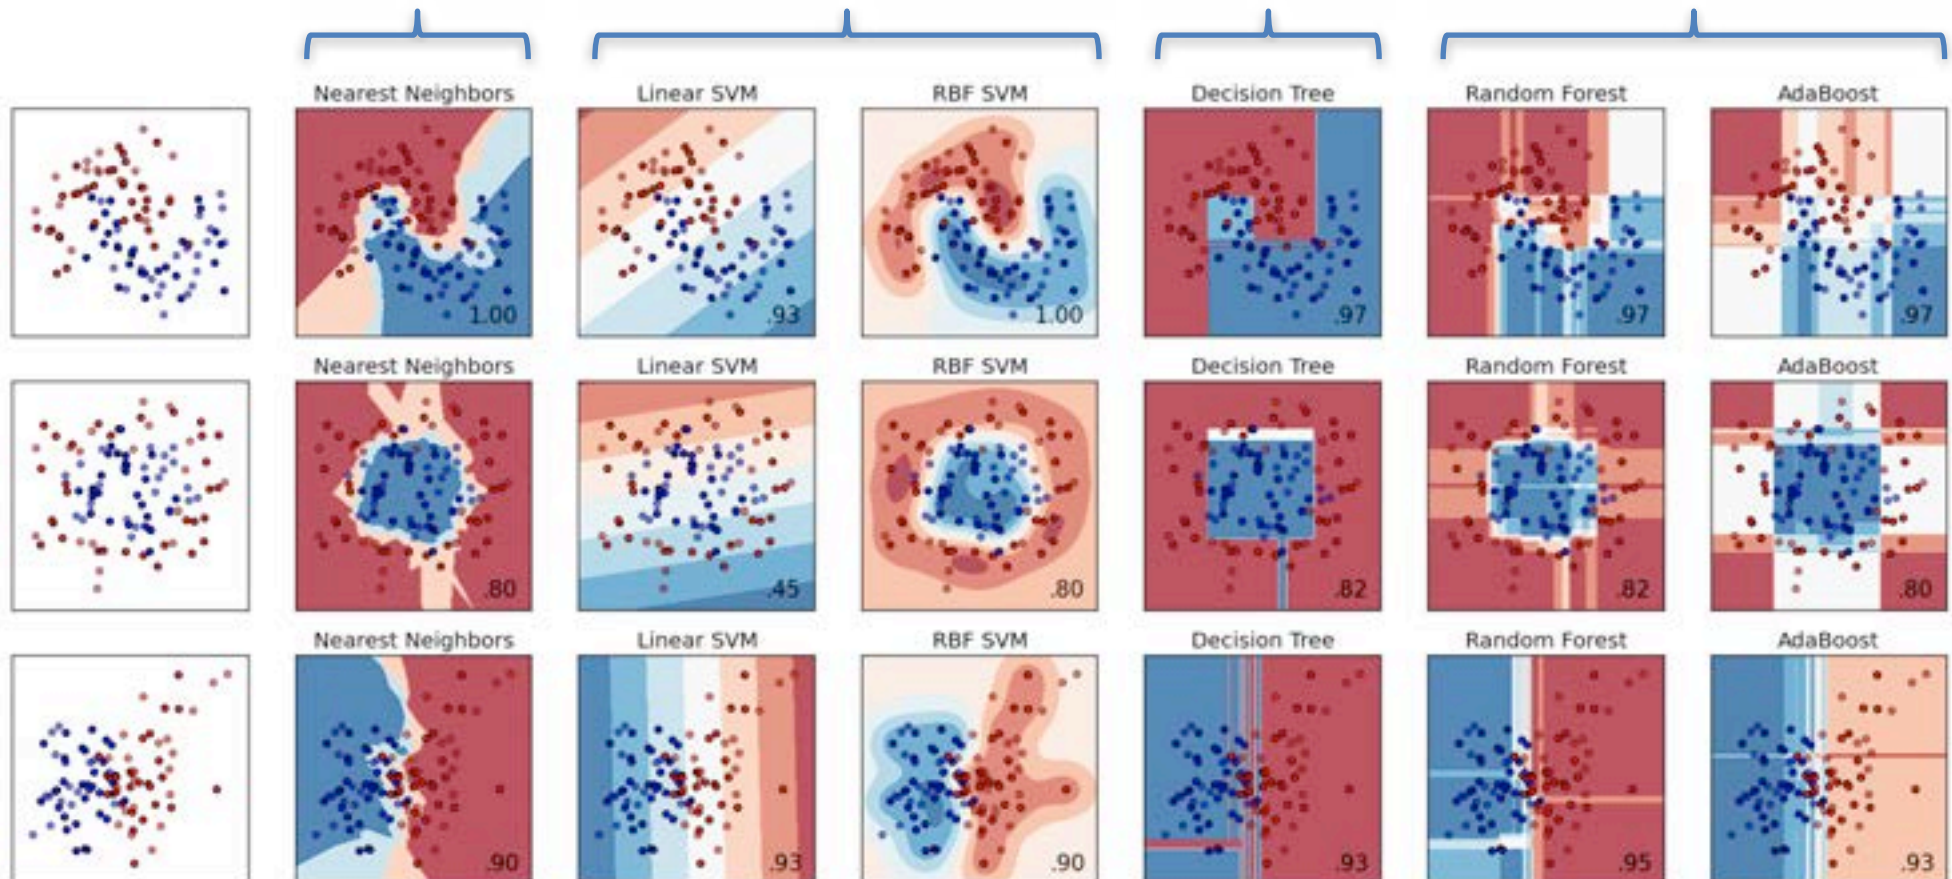 Nearest Neighbors Linear SVM RBF SVM Decision Tree Random Forest AdaBoost
1.00 .93 1.00 .97 .97 .97
Nearest Neighbors Linear SVM RBF SVM Decision Tree Random Forest AdaBoost
.80 .45 .80 .82 .82 .80
Nearest Neighbors Linear SVM RBF SVM Decision Tree Random Forest AdaBoost
.90 .93 .90 .93 .95 .93